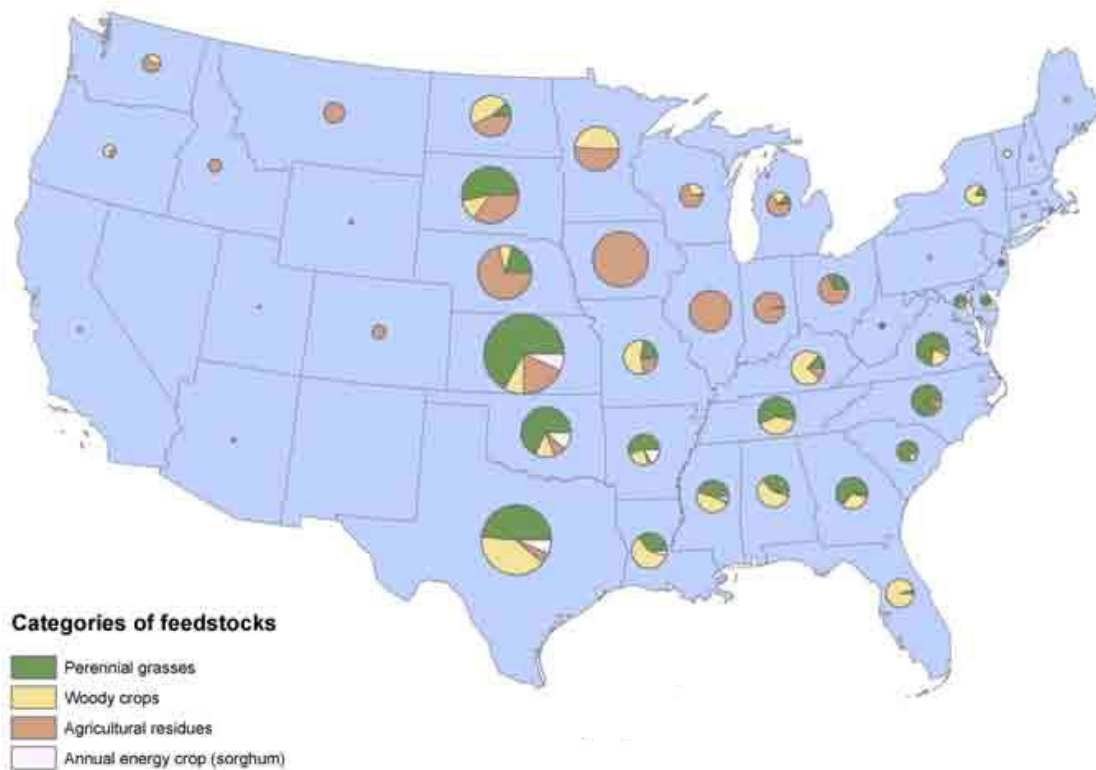 Categories of feedstocks
Perennial grasses
Woody crops
Agricultural residues
Annual energy crop (sorghum)